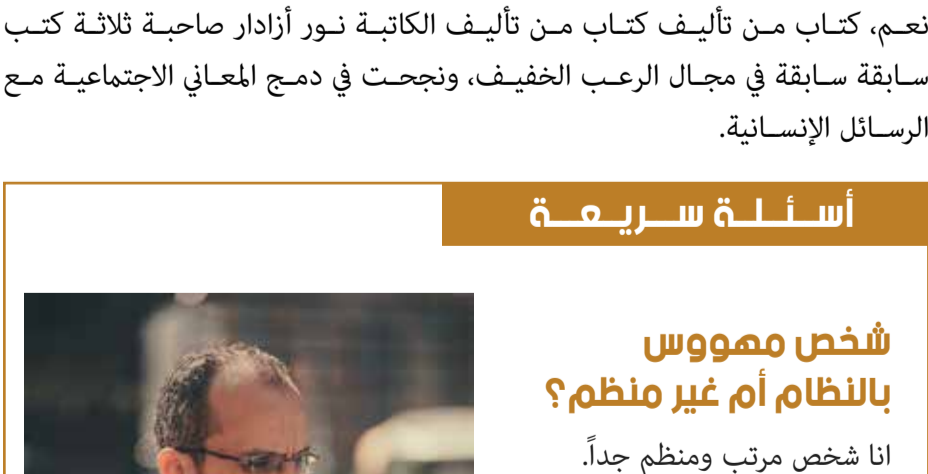 نعم، كتاب من تأليف كتاب من تأليف الكاتبة نور أزادار صاحبة ثلاثة كتب
سابقة سابقة في مجال الرعب الخفيف، ونجحت في دمج المعاني الاجتماعية مع
الرسائل الإنسانية.
أسئلة سريعة
شخص مهووس
بالنظام أم غير منظم؟
انا شخص مرتب ومنظم جداً.